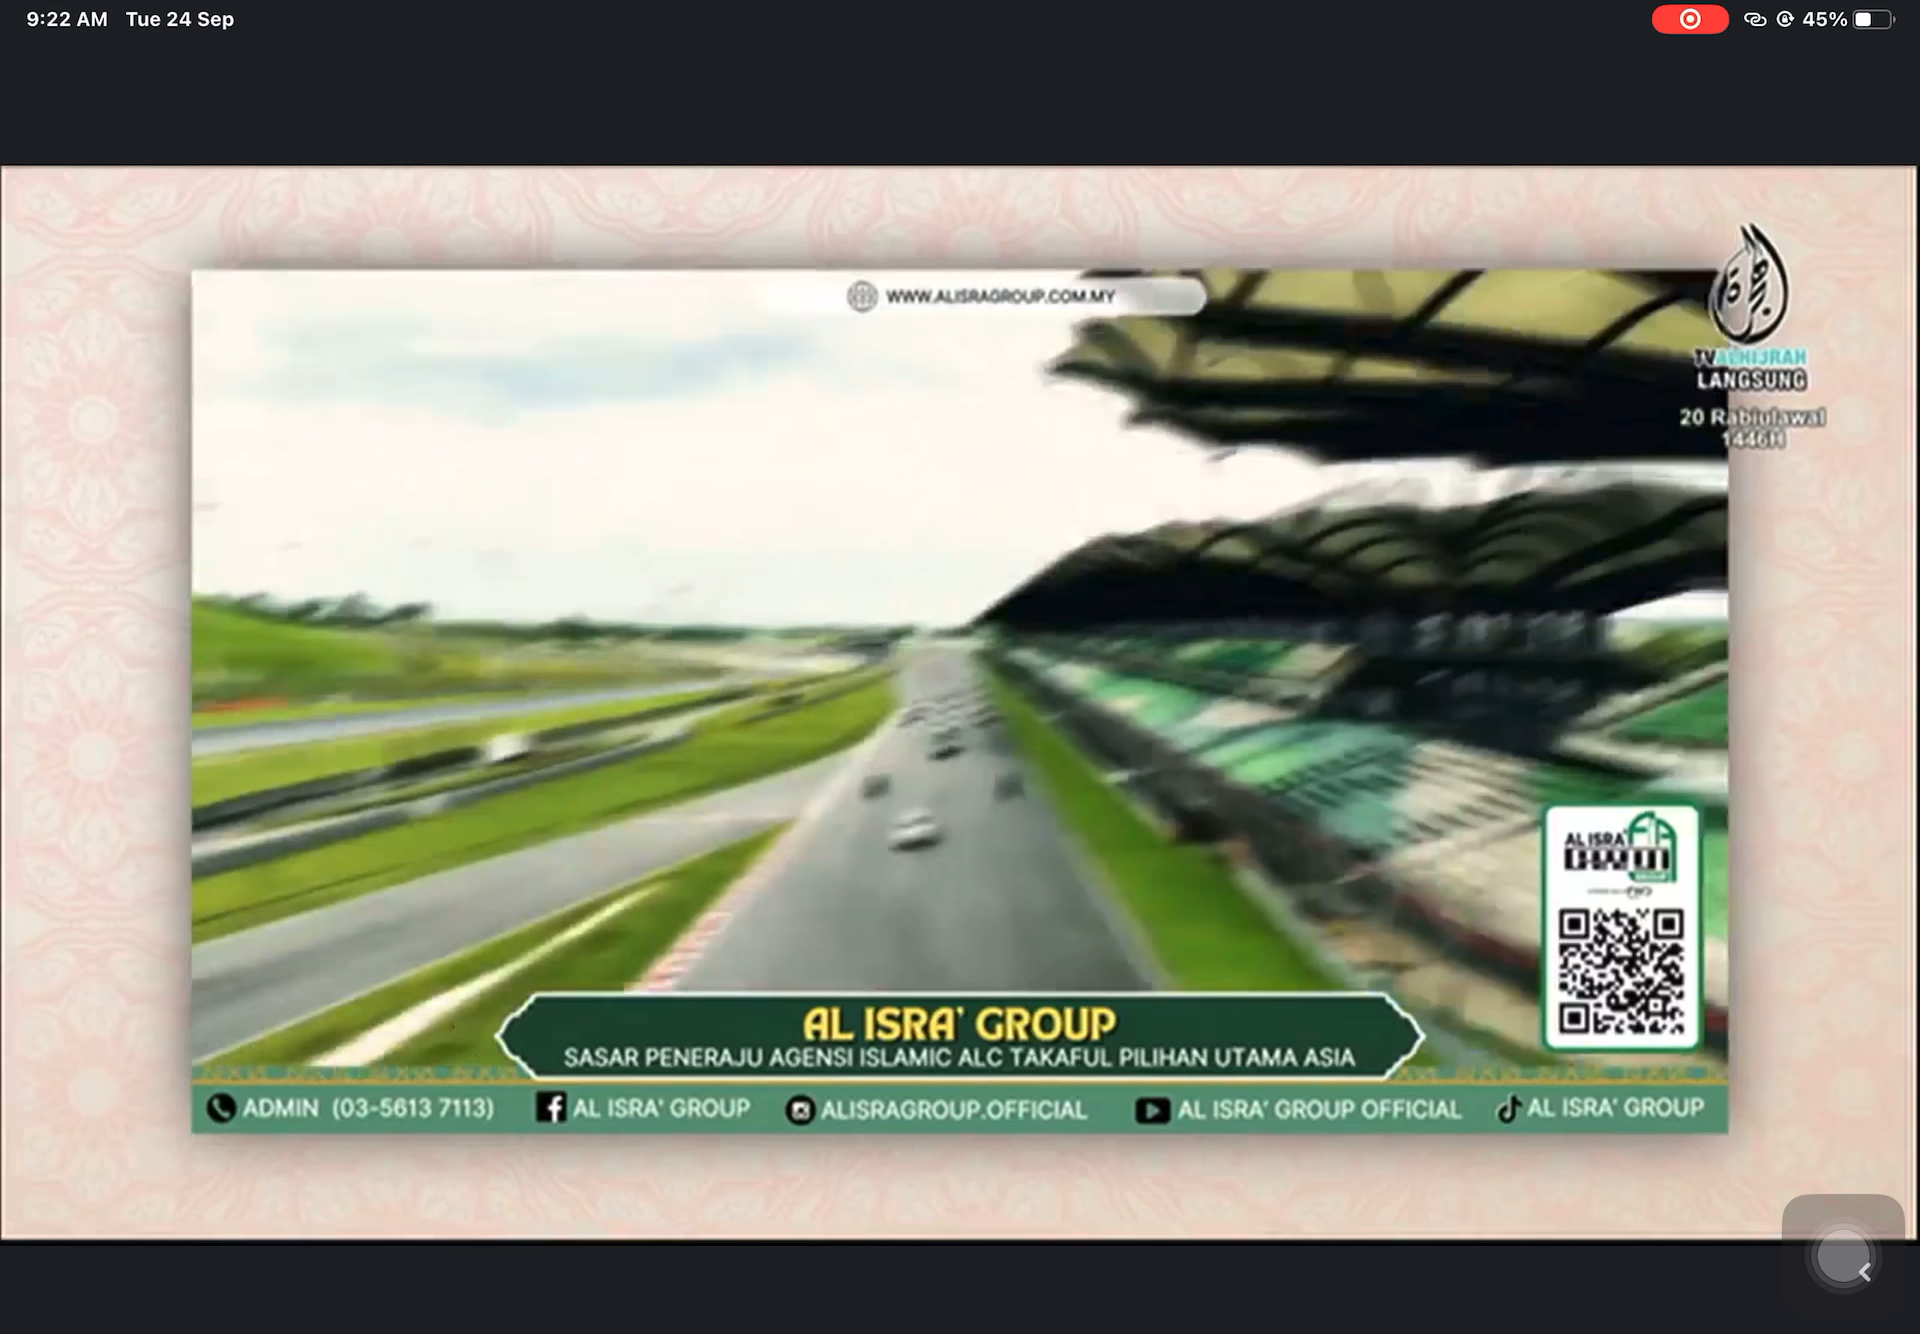 9:22 AM Tue 24 Sep
45%
WWW.ALISRAGROUP.COM.MY
TVALHIJRAH
LANGSUNG
20 Rabiulawal
1446H
AL ISRA'
AL ISRA' GROUP
SASAR PENERAJU AGENSI ISLAMIC ALC TAKAFUL PILIHAN UTAMA ASIA
ADMIN (03-5613 7113) AL ISRA' GROUP ALISRAGROUP.OFFICIAL AL ISRA' GROUP OFFICIAL AL ISRA' GROUP